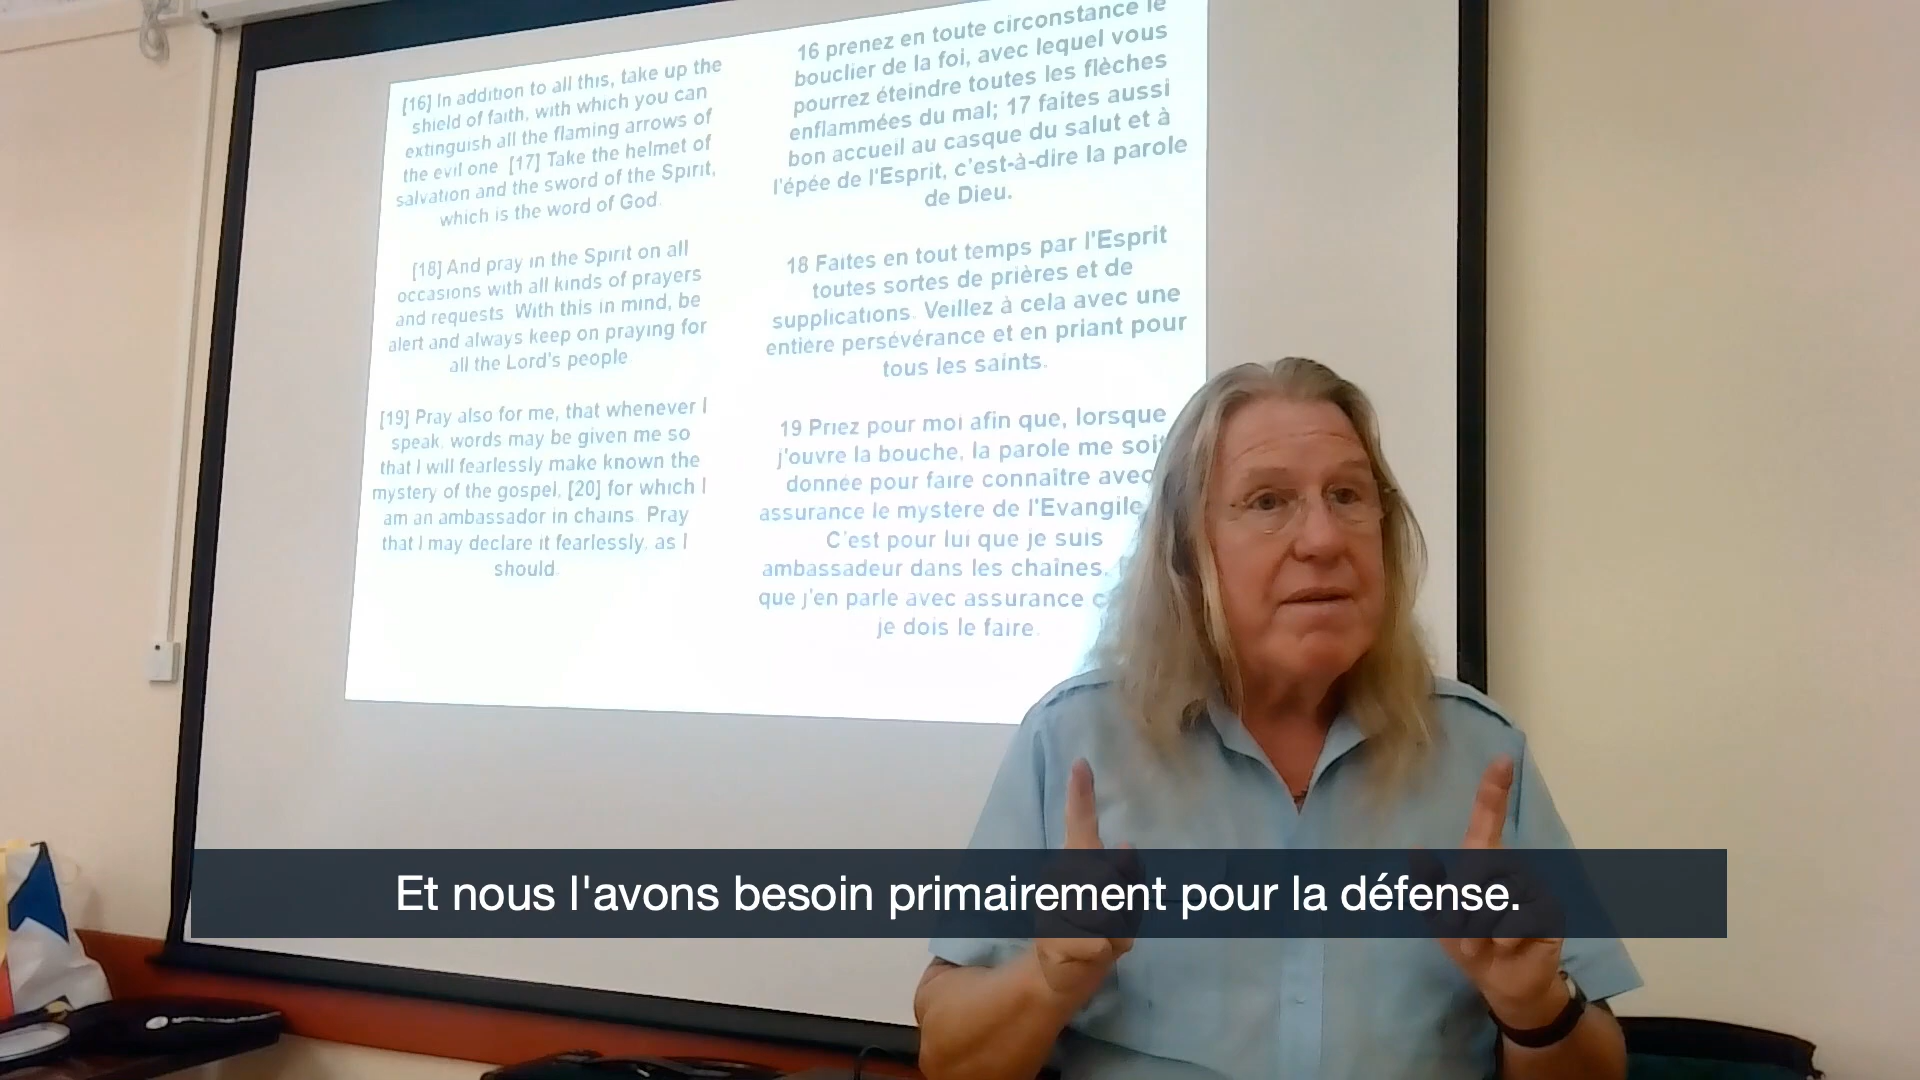 [16] In addition to all this, take up the
shield of faith, with which you can
extinguish all the flaming arrows of
the evil one [17] Take the helmet of
salvation and the sword of the Spirit,
which is the word of God.
[18] And pray in the Spirit on all
occasions with all kinds of prayers
and requests With this in mind, be
alert and always keep on praying for
all the Lord's people
[19] Pray also for me, that whenever I
speak, words may be given me so
that I will fearlessly make known the
mystery of the gospel, [20] for which I
am an ambassador in chains. Pray
that I may declare it fearlessly, as I
should.
16 prenez en toute circonstance le
bouclier de la foi, avec lequel vous
pourrez éteindre toutes les flèches
enflammées du mal; 17 faites aussi
bon accueil au casque du salut et à
l'épée de l'Esprit, c'est-à-dire la parole
de Dieu.
18 Faites en tout temps par l'Esprit
toutes sortes de prières et de
supplications. Veillez à cela avec une
entière persévérance et en priant pour
tous les saints.
19 Priez pour moi afin que, lorsque
j'ouvre la bouche, la parole me soit
donnée pour faire connaître avec
assurance le mystère de l'Evangile
C'est pour lui que je suis
ambassadeur dans les chaînes.
que j'en parle avec assurance
je dois le faire.
Et nous l'avons besoin primairement pour la défense.